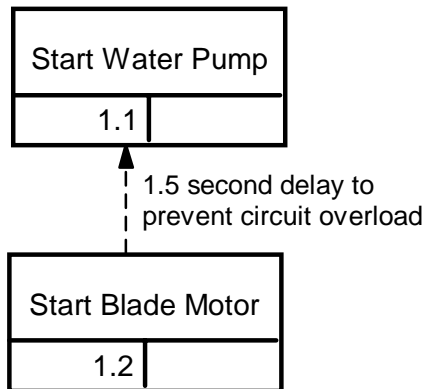 Start Water Pump
1.1
1.5 second delay to
prevent circuit overload
Start Blade Motor
1.2